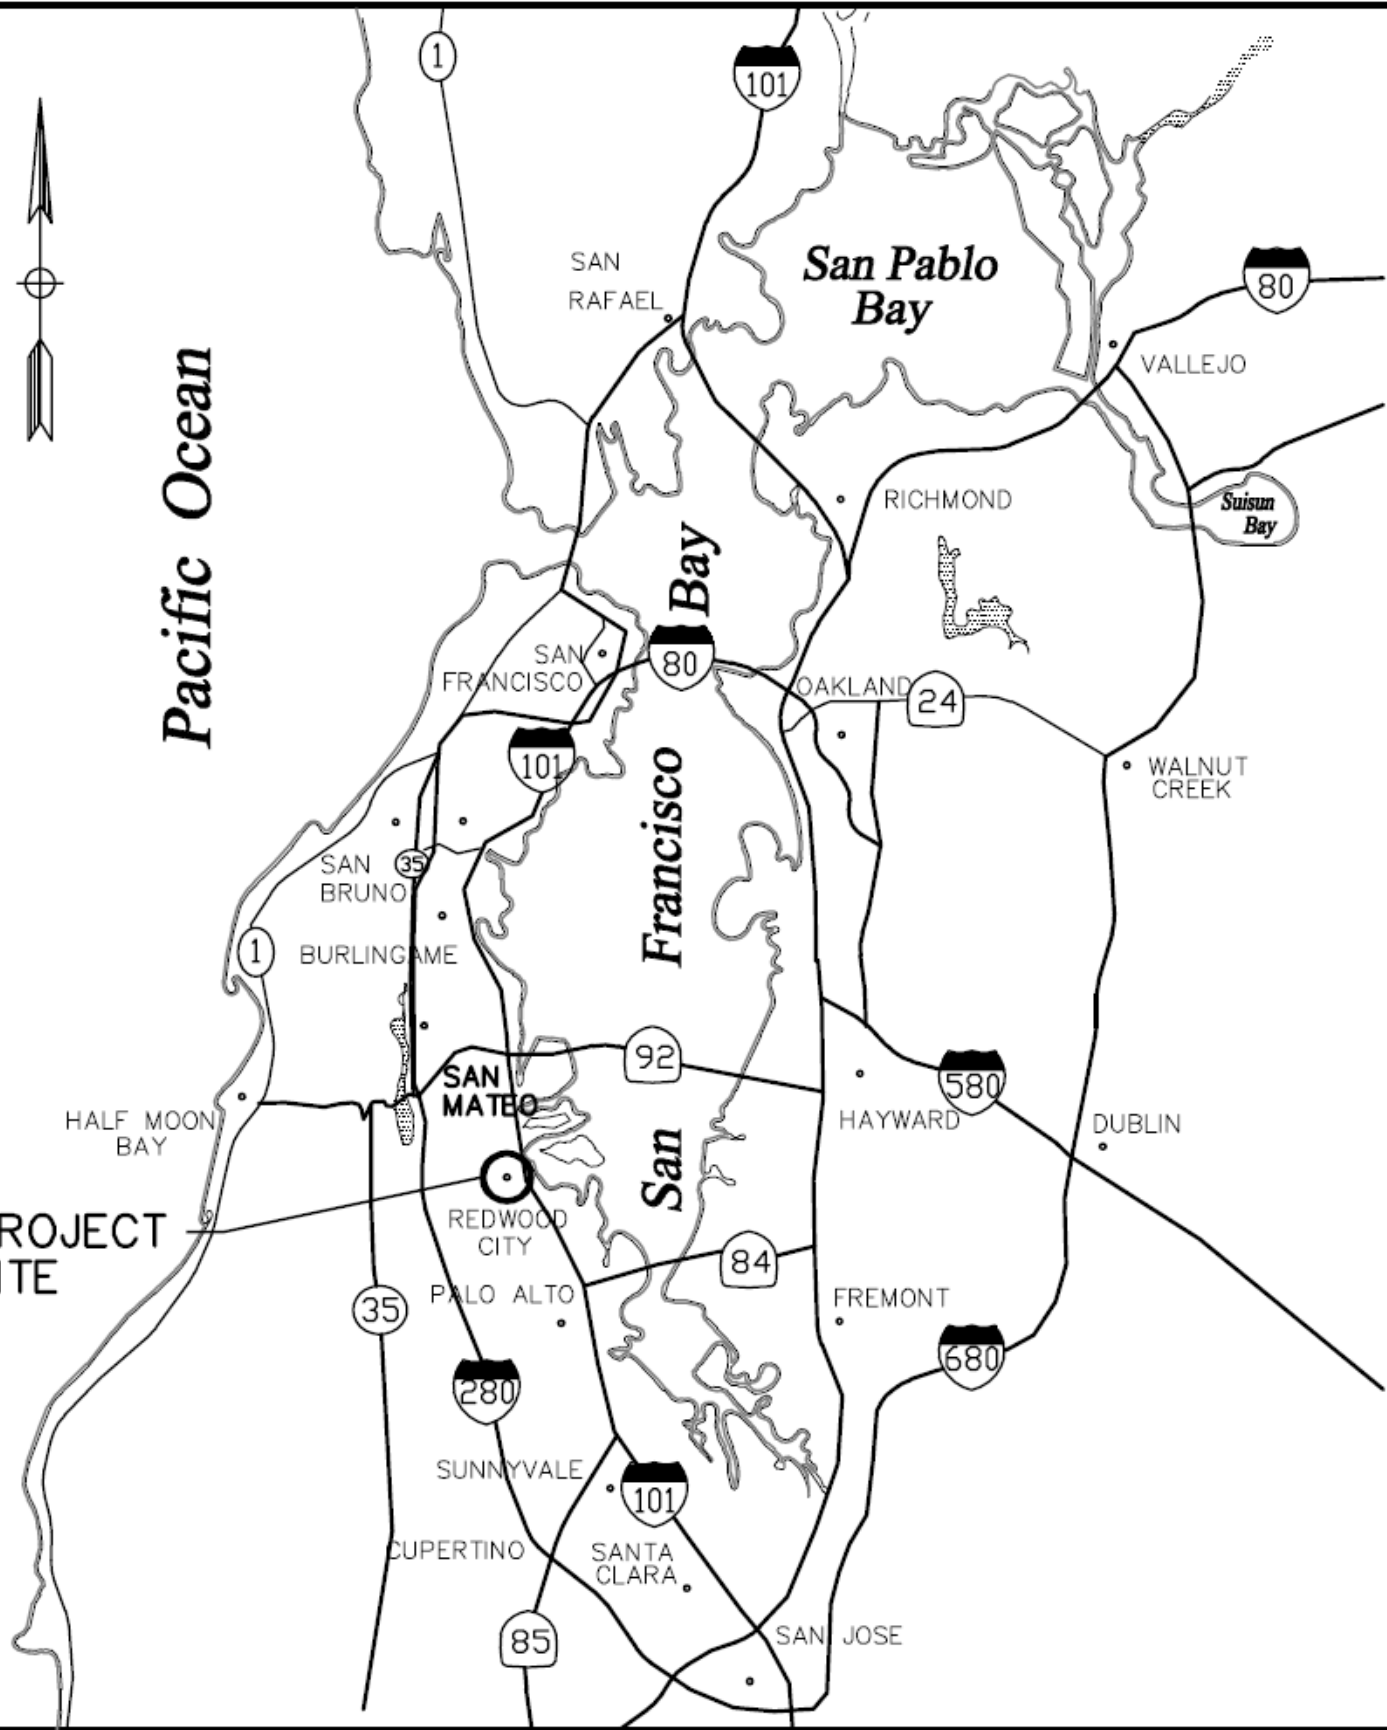 1
101
San Pablo
Bay
SAN
RAFAEL
80
VALLEJO
Pacific Ocean
RICHMOND
Suisun
Bay
San Francisco Bay
SAN
FRANCISCO
80
OAKLAND
24
101
WALNUT
CREEK
SAN
BRUNO
35
1
BURLINGAME
92
SAN
MATEO
580
HALF MOON
BAY
HAYWARD
DUBLIN
ROJECT
ITE
REDWOOD
CITY
84
PALO ALTO
FREMONT
35
280
680
SUNNYVALE
101
CUPERTINO
SANTA
CLARA
85
SAN JOSE